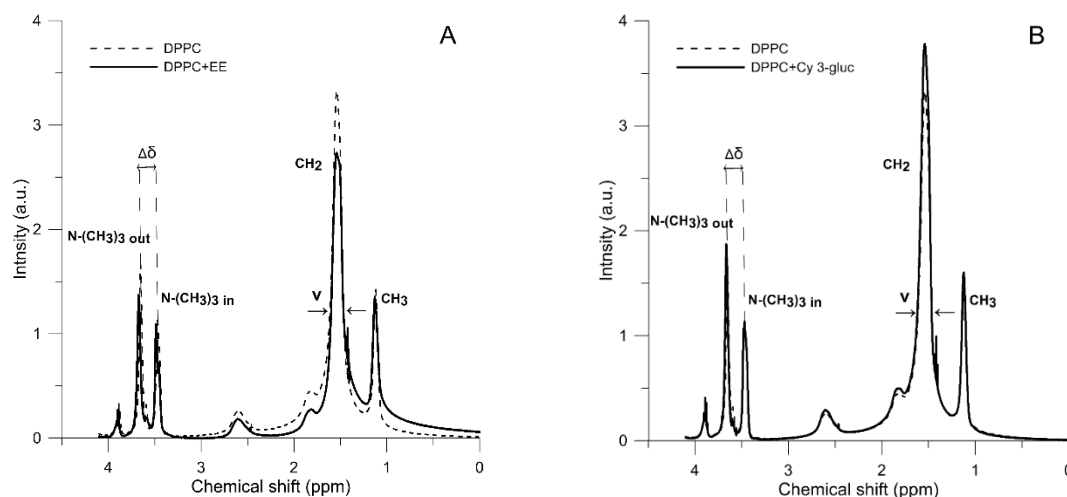 A
4
3
2
1
0
Intnsity (a.u.)
DPPC
DPPC+EE
Δδ
CH2
N-(CH3)3 out
N-(CH3)3 in
V
CH3
4
3
2
1
0
Chemical shift (ppm)
B
4
3
2
1
0
Intnsity (a.u.)
DPPC
DPPC+Cy 3-gluc
Δδ
CH2
N-(CH3)3 out
N-(CH3)3 in
V
CH3
4
3
2
1
0
Chemical shift (ppm)